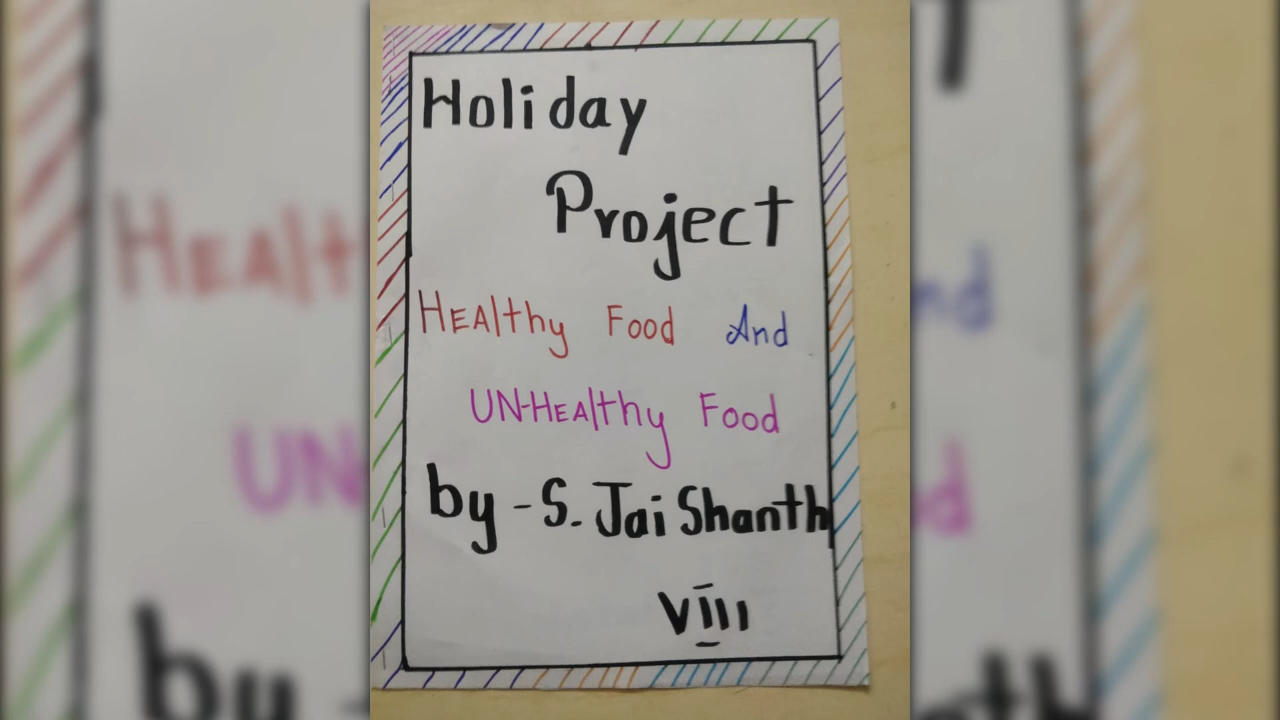 Holiday
Project
HEAlthy Food And
UN-HEAlthy Food
by - S. Jai Shanth
VIII